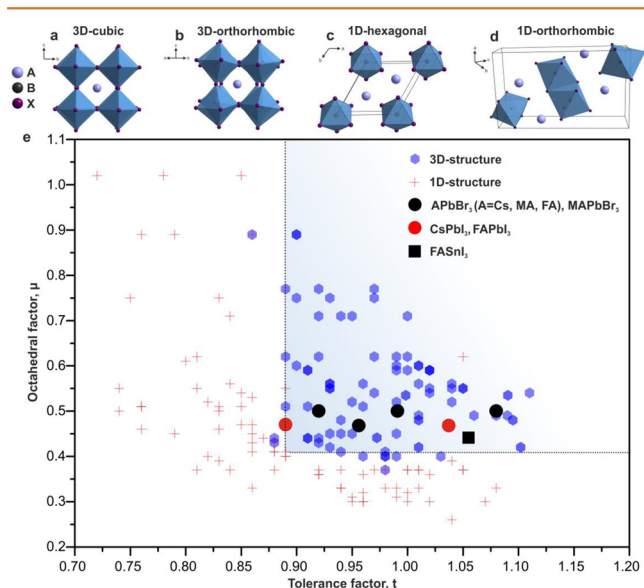 3D-cubic
3D-orthorhombic
1D-hexagonal
1D-orthorhombic
a
b
c
d
A
B
X
e
3D-structure
1D-structure
APbBr₃ (A=Cs, MA, FA), MAPbBr₃
CsPbI₃, FAPbI₃
FASnI₃
Octahedral factor, μ
1.1
1.0
0.9
0.8
0.7
0.6
0.5
0.4
0.3
0.2
0.70 0.75 0.80 0.85 0.90 0.95 1.00 1.05 1.10 1.15 1.20
Tolerance factor, t